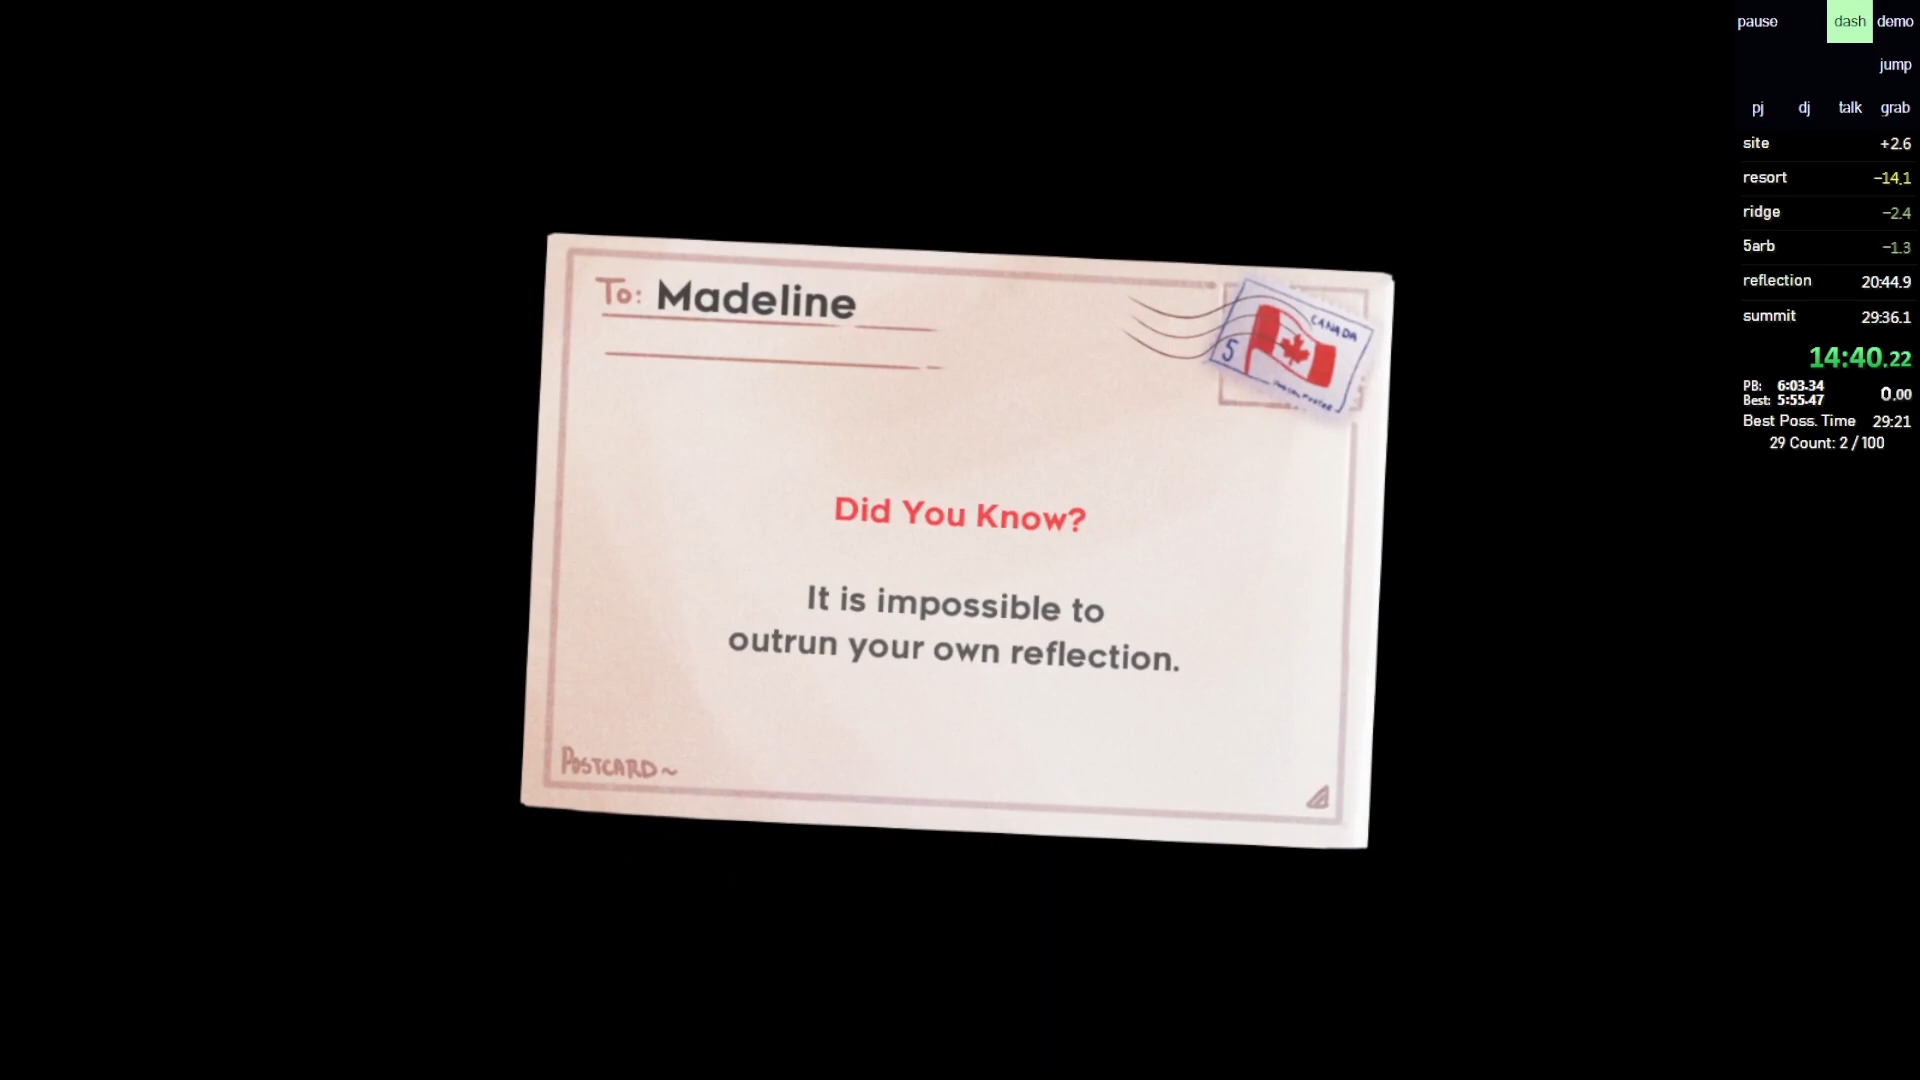 pause dash demo
jump
pj dj talk grab
site +2.6
resort −14.1
ridge −2.4
5arb −1.3
reflection 20:44.9
summit 29:36.1
14:40.22
PB: 6:03.34
Best: 5:55.47
0.00
Best Poss. Time 29:21
29 Count: 2 / 100
To: Madeline
CANADA
5
Did You Know?
It is impossible to
outrun your own reflection.
POSTCARD~